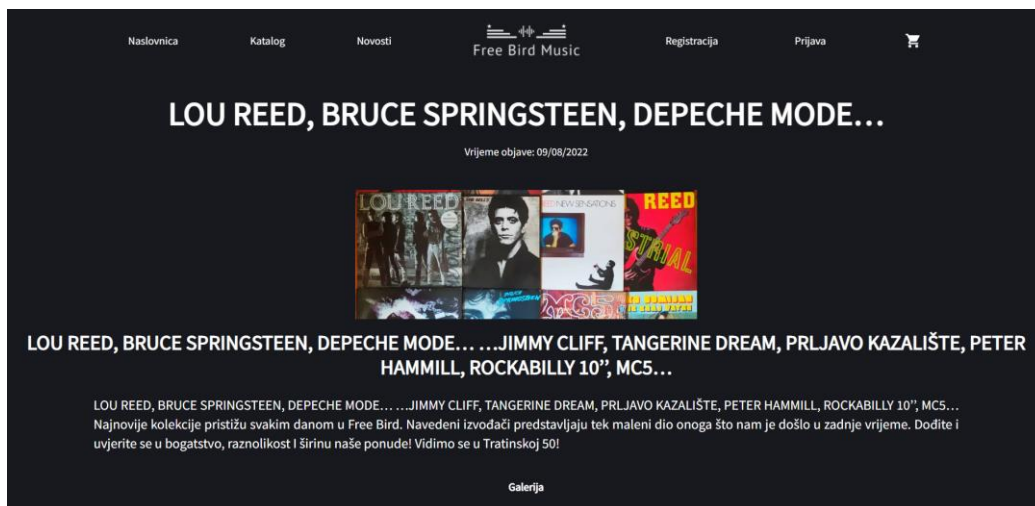 Naslovnica
Katalog
Novosti
Free Bird Music
Registracija
Prijava
LOU REED, BRUCE SPRINGSTEEN, DEPECHE MODE…
Vrijeme objave: 09/08/2022
LOU REED
REED NEW SENSATIONS
REED
STRIAL
MC5
LOU REED, BRUCE SPRINGSTEEN, DEPECHE MODE… …JIMMY CLIFF, TANGERINE DREAM, PRLJAVO KAZALIŠTE, PETER
HAMMILL, ROCKABILLY 10’’, MC5…
LOU REED, BRUCE SPRINGSTEEN, DEPECHE MODE… …JIMMY CLIFF, TANGERINE DREAM, PRLJAVO KAZALIŠTE, PETER HAMMILL, ROCKABILLY 10’’, MC5…
Najnovije kolekcije pristižu svakim danom u Free Bird. Navedeni izvođači predstavljaju tek maleni dio onoga što nam je došlo u zadnje vrijeme. Dođite i
uvjerite se u bogatstvo, raznolikost I širinu naše ponude! Vidimo se u Tratinskoj 50!
Galerija